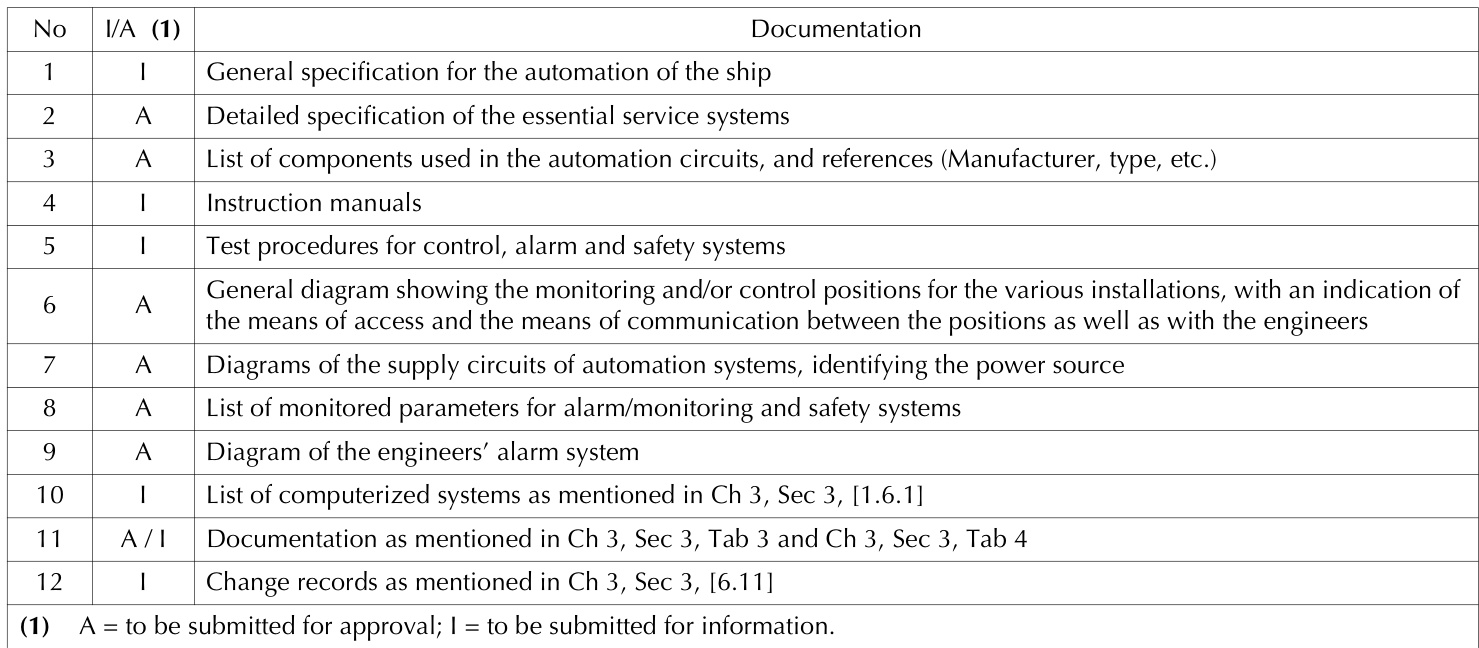 No I/A (1) Documentation
1 I General specification for the automation of the ship
2 A Detailed specification of the essential service systems
3 A List of components used in the automation circuits, and references (Manufacturer, type, etc.)
4 I Instruction manuals
5 I Test procedures for control, alarm and safety systems
6 A General diagram showing the monitoring and/or control positions for the various installations, with an indication of
the means of access and the means of communication between the positions as well as with the engineers
7 A Diagrams of the supply circuits of automation systems, identifying the power source
8 A List of monitored parameters for alarm/monitoring and safety systems
9 A Diagram of the engineers’ alarm system
10 I List of computerized systems as mentioned in Ch 3, Sec 3, [1.6.1]
11 A / I Documentation as mentioned in Ch 3, Sec 3, Tab 3 and Ch 3, Sec 3, Tab 4
12 I Change records as mentioned in Ch 3, Sec 3, [6.11]
(1) A = to be submitted for approval; I = to be submitted for information.